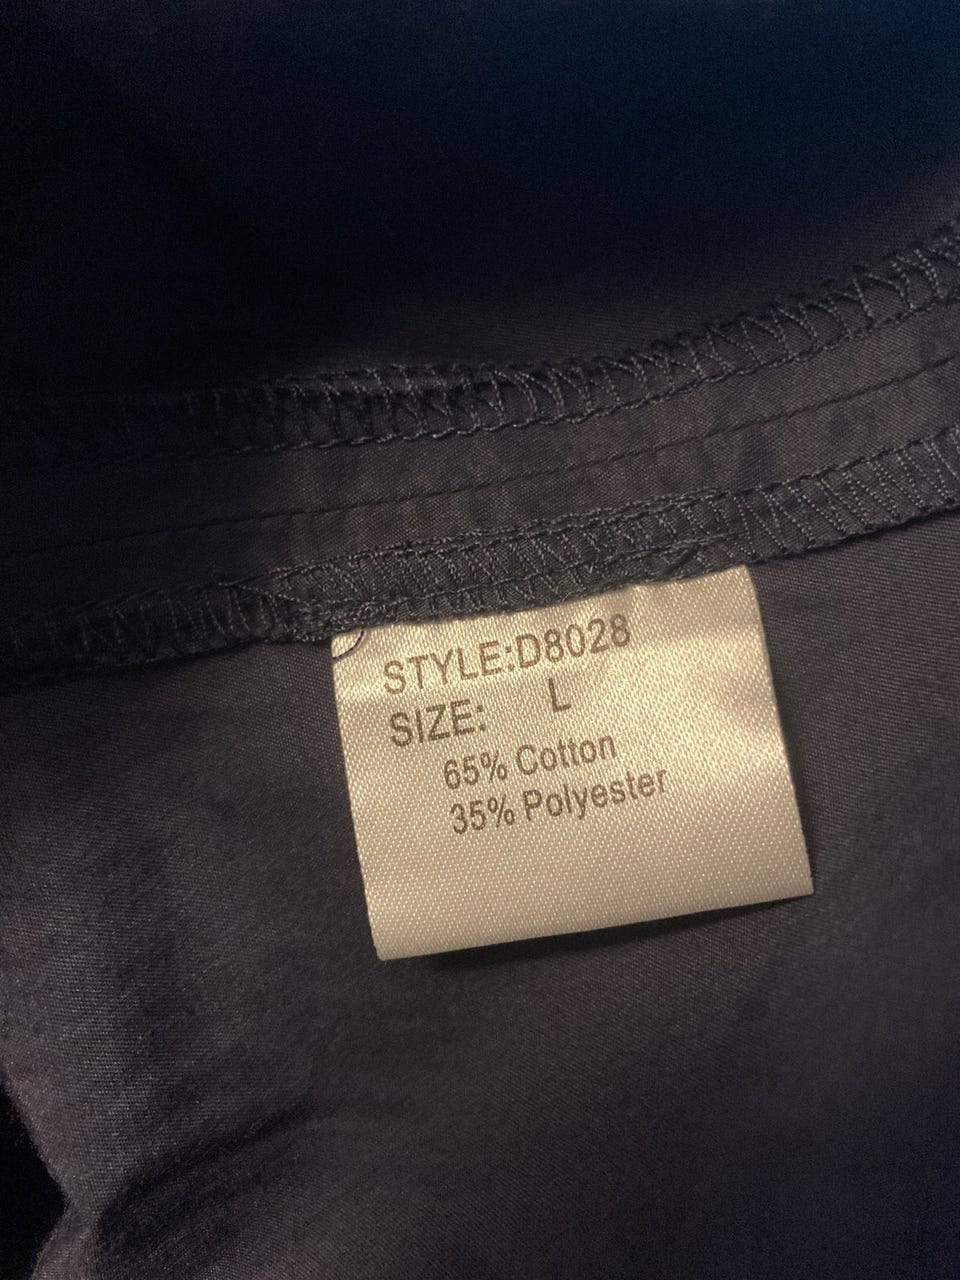 STYLE:D8028
SIZE: L
65% Cotton
35% Polyester